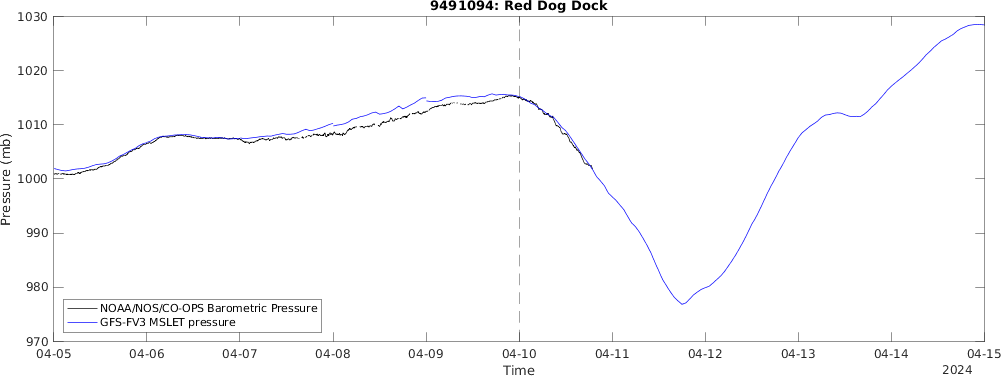 9491094: Red Dog Dock
1030
1020
1010
1000
990
980
970
Pressure (mb)
NOAA/NOS/CO-OPS Barometric Pressure
GFS-FV3 MSLET pressure
04-05 04-06 04-07 04-08 04-09 04-10 04-11 04-12 04-13 04-14 04-15
Time
2024